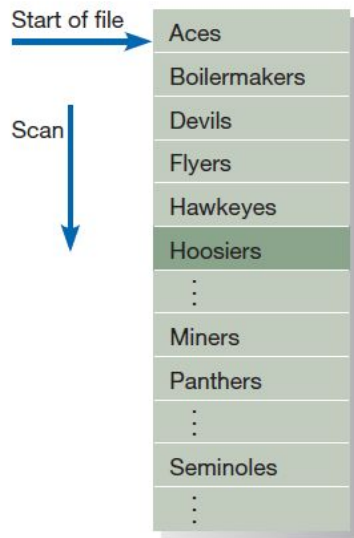 Start of file
Aces
Boilermakers
Devils
Scan
Flyers
Hawkeyes
Hoosiers
⋮
Miners
Panthers
⋮
Seminoles
⋮